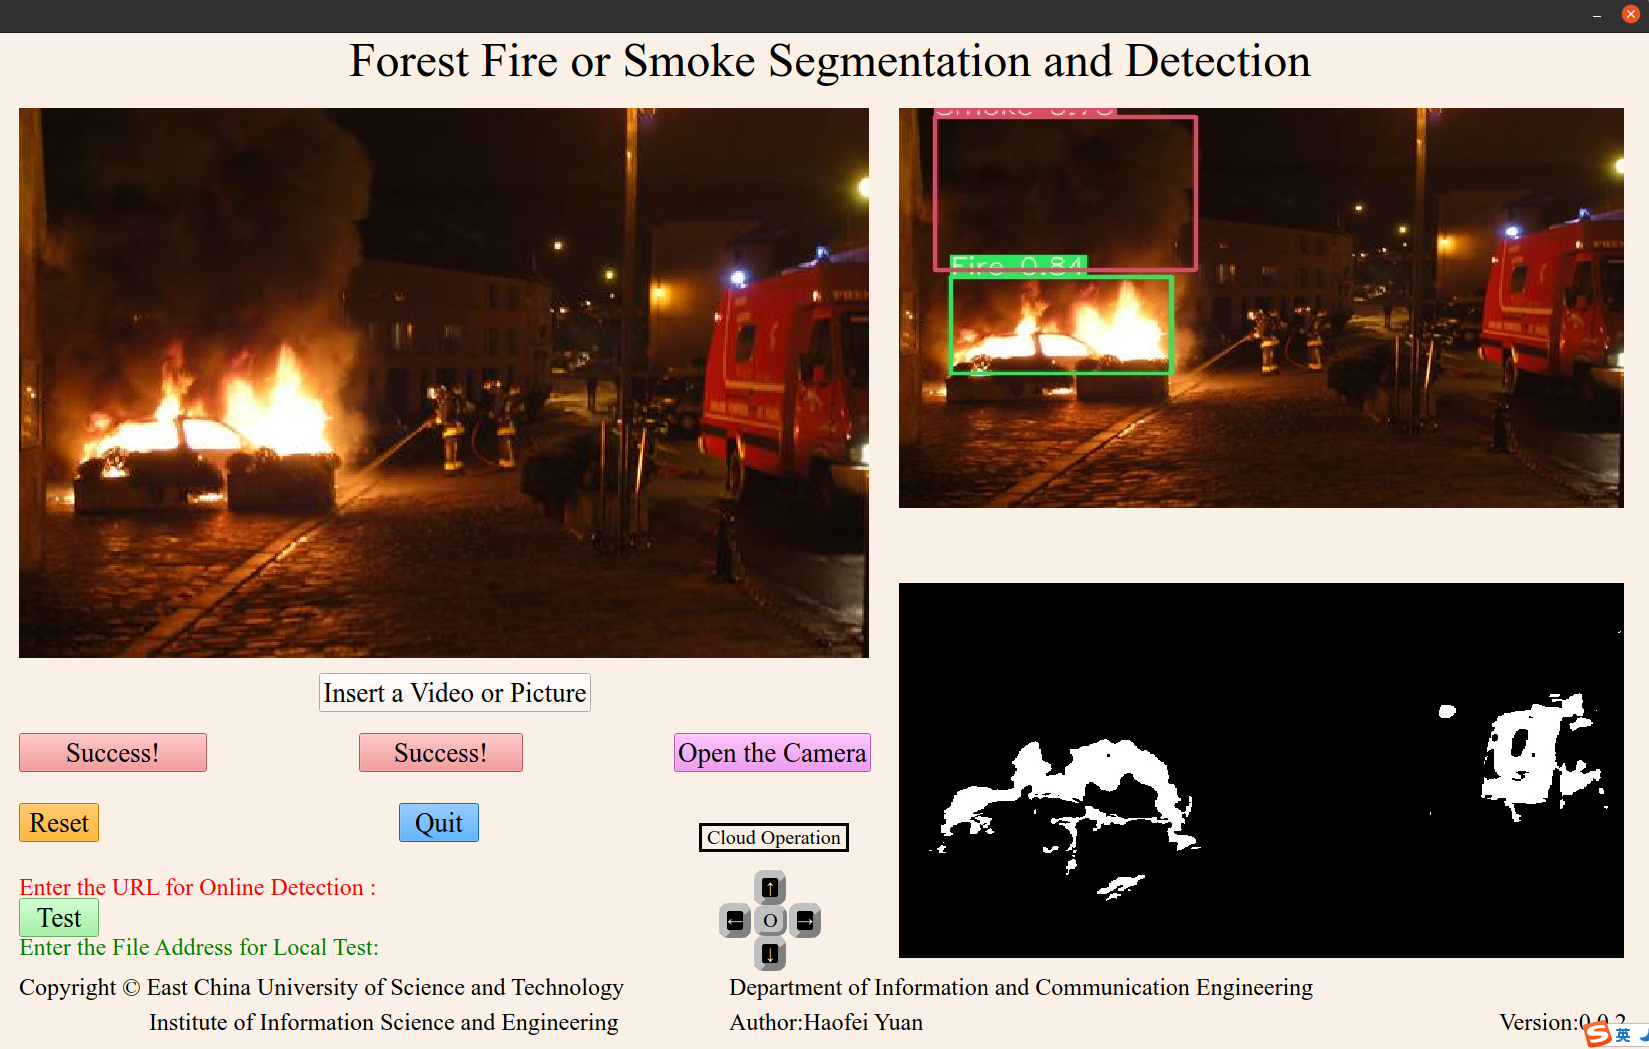 Forest Fire or Smoke Segmentation and Detection
Fire 0.84
Insert a Video or Picture
Success!
Success!
Open the Camera
Reset
Quit
Cloud Operation
Enter the URL for Online Detection :
Test
↑
← O →
↓
Enter the File Address for Local Test:
Copyright © East China University of Science and Technology
Department of Information and Communication Engineering
Institute of Information Science and Engineering
Author:Haofei Yuan
Version:0.0.2
英